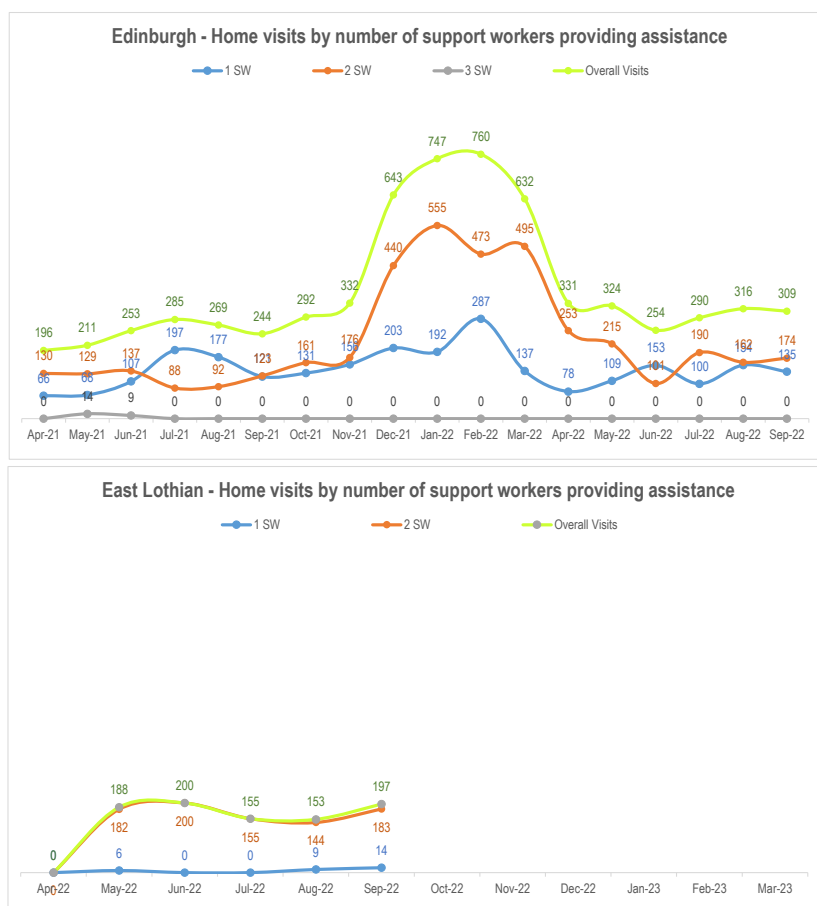 Edinburgh - Home visits by number of support workers providing assistance
1 SW 2 SW 3 SW Overall Visits
196 211 253 285 269 244 292 332 643 747 760 632 331 324 254 290 316 309
130 129 137 88 92 121 161 176 440 555 473 495 253 215 101 190 162 174
66 68 107 197 177 123 131 203 192 287 137 78 109 153 100 154 135
0 14 9 0 0 0 0 0 0 0 0 0 0 0 0 0 0 0
Apr-21 May-21 Jun-21 Jul-21 Aug-21 Sep-21 Oct-21 Nov-21 Dec-21 Jan-22 Feb-22 Mar-22 Apr-22 May-22 Jun-22 Jul-22 Aug-22 Sep-22
East Lothian - Home visits by number of support workers providing assistance
1 SW 2 SW Overall Visits
0 188 200 155 153 197
0 182 200 155 144 183
6 0 0 9 14
Apr-22 May-22 Jun-22 Jul-22 Aug-22 Sep-22 Oct-22 Nov-22 Dec-22 Jan-23 Feb-23 Mar-23